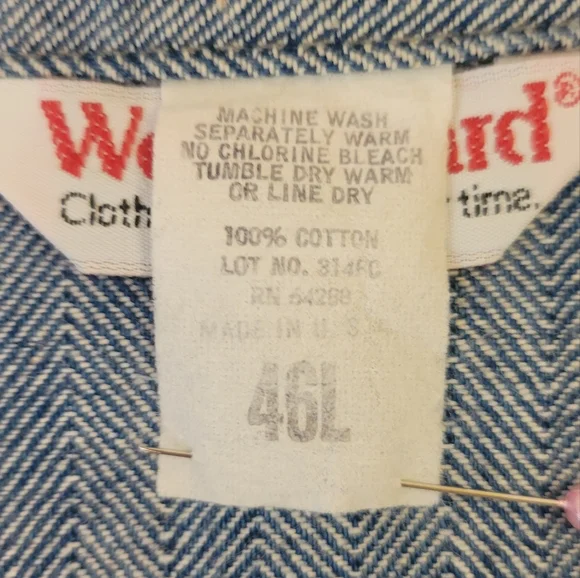 MACHINE WASH
SEPARATELY WARM
NO CHLORINE BLEACH
TUMBLE DRY WARM
OR LINE DRY
100% COTTON
LOT NO.
RN
MADE IN U.S.A.
46L
We ard®
Cloth time.